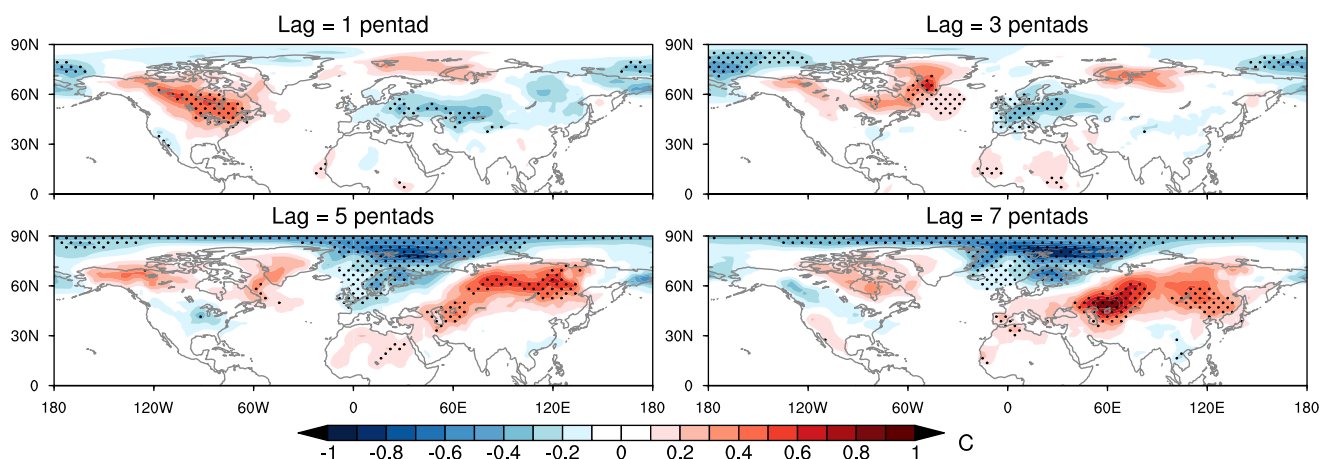 Lag = 1 pentad
Lag = 3 pentads
90N
60N
30N
0
90N
60N
30N
0
Lag = 5 pentads
Lag = 7 pentads
90N
60N
30N
0
90N
60N
30N
0
180 120W 60W 0 60E 120E 180
180 120W 60W 0 60E 120E 180
-1 -0.8 -0.6 -0.4 -0.2 0 0.2 0.4 0.6 0.8 1 C